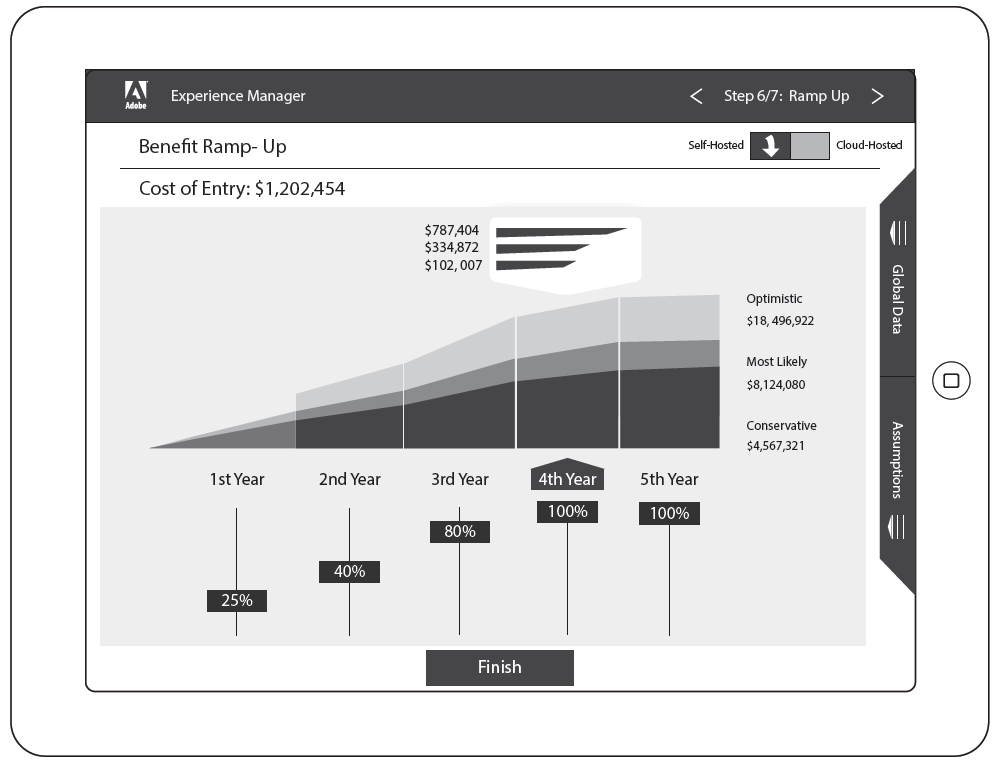 Adobe
Experience Manager
< Step 6/7: Ramp Up >
Benefit Ramp- Up
Self-Hosted
Cloud-Hosted
Cost of Entry: $1,202,454
$787,404
$334,872
$102, 007
Global Data
Assumptions
Optimistic
$18, 496,922
Most Likely
$8,124,080
Conservative
$4,567,321
1st Year
2nd Year
3rd Year
4th Year
5th Year
25%
40%
80%
100%
100%
Finish